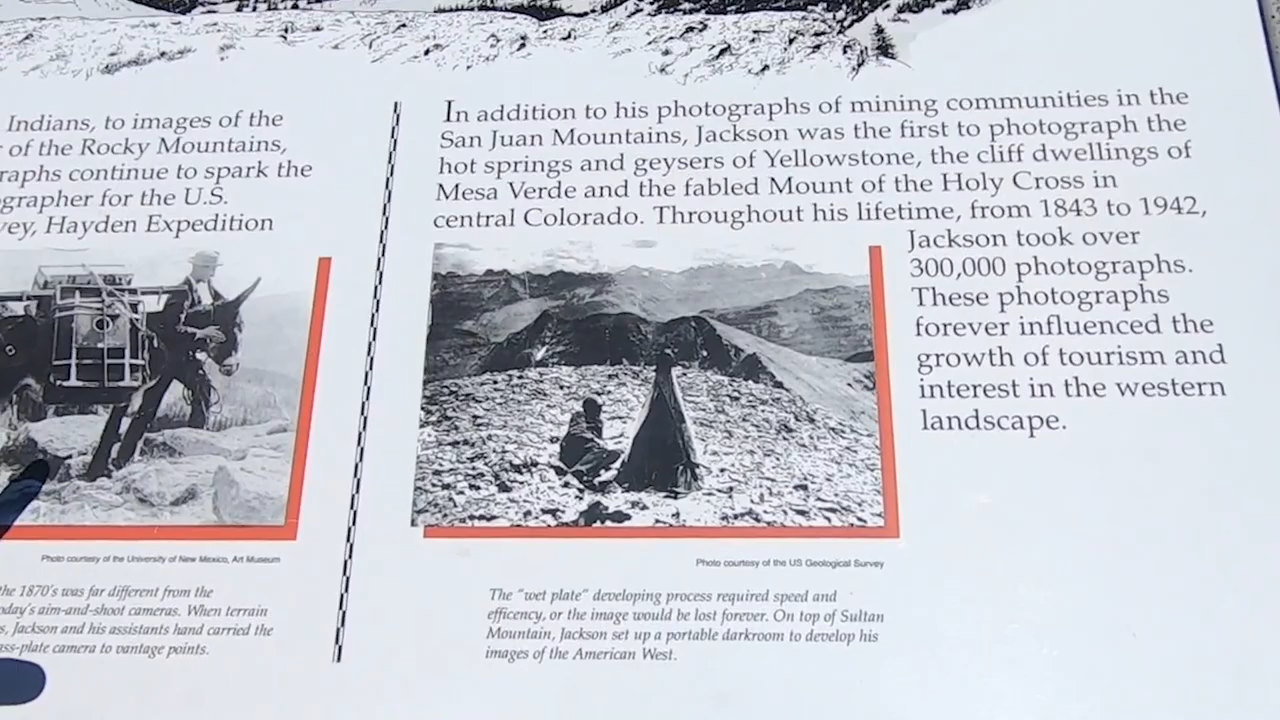 Indians, to images of the
of the Rocky Mountains,
continue to spark the
for the U.S.
Hayden Expedition
Photo courtesy of the University of New Mexico, Art Museum
the 1870's was far different from the
aim-and-shoot cameras. When terrain
Jackson and his assistants hand carried the
camera to vantage points.
In addition to his photographs of mining communities in the
San Juan Mountains, Jackson was the first to photograph the
hot springs and geysers of Yellowstone, the cliff dwellings of
Mesa Verde and the fabled Mount of the Holy Cross in
central Colorado. Throughout his lifetime, from 1843 to 1942,
Jackson took over
300,000 photographs.
These photographs
forever influenced the
growth of tourism and
interest in the western
landscape.
Photo courtesy of the US Geological Survey
The "wet plate" developing process required speed and
efficency, or the image would be lost forever. On top of Sultan
Mountain, Jackson set up a portable darkroom to develop his
images of the American West.